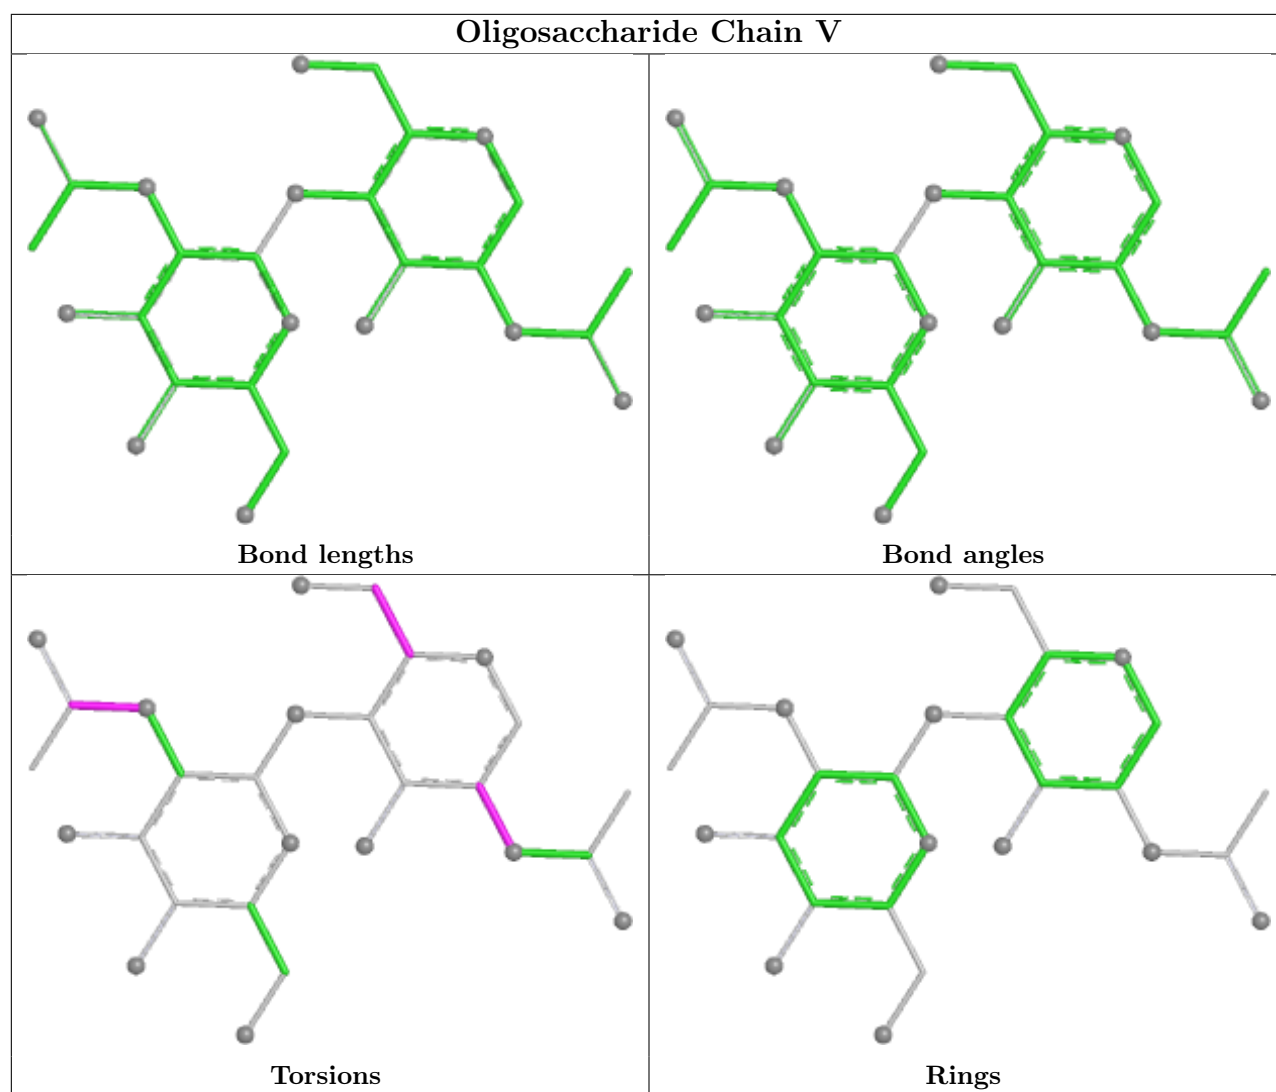 Oligosaccharide Chain V
Bond lengths
Bond angles
Torsions
Rings